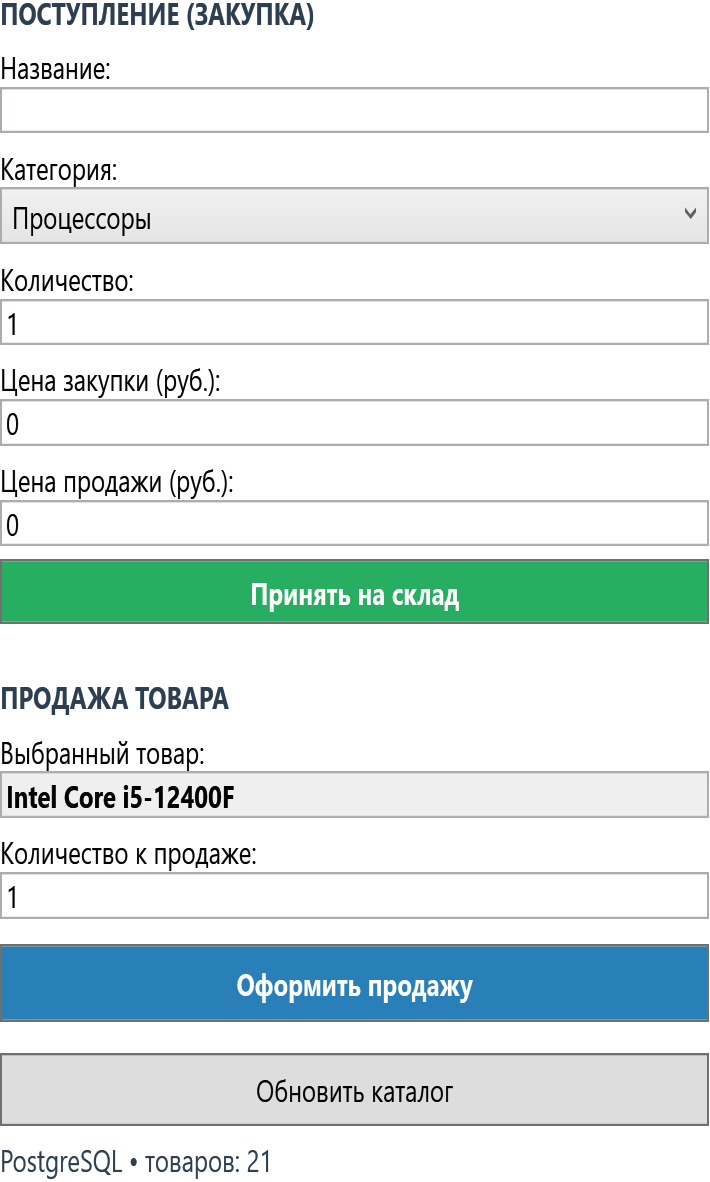 ПОСТУПЛЕНИЕ (ЗАКУПКА)
Название:
Категория:
Процессоры
Количество:
1
Цена закупки (руб.):
0
Цена продажи (руб.):
0
Принять на склад
ПРОДАЖА ТОВАРА
Выбранный товар:
Intel Core i5-12400F
Количество к продаже:
1
Оформить продажу
Обновить каталог
PostgreSQL • товаров: 21